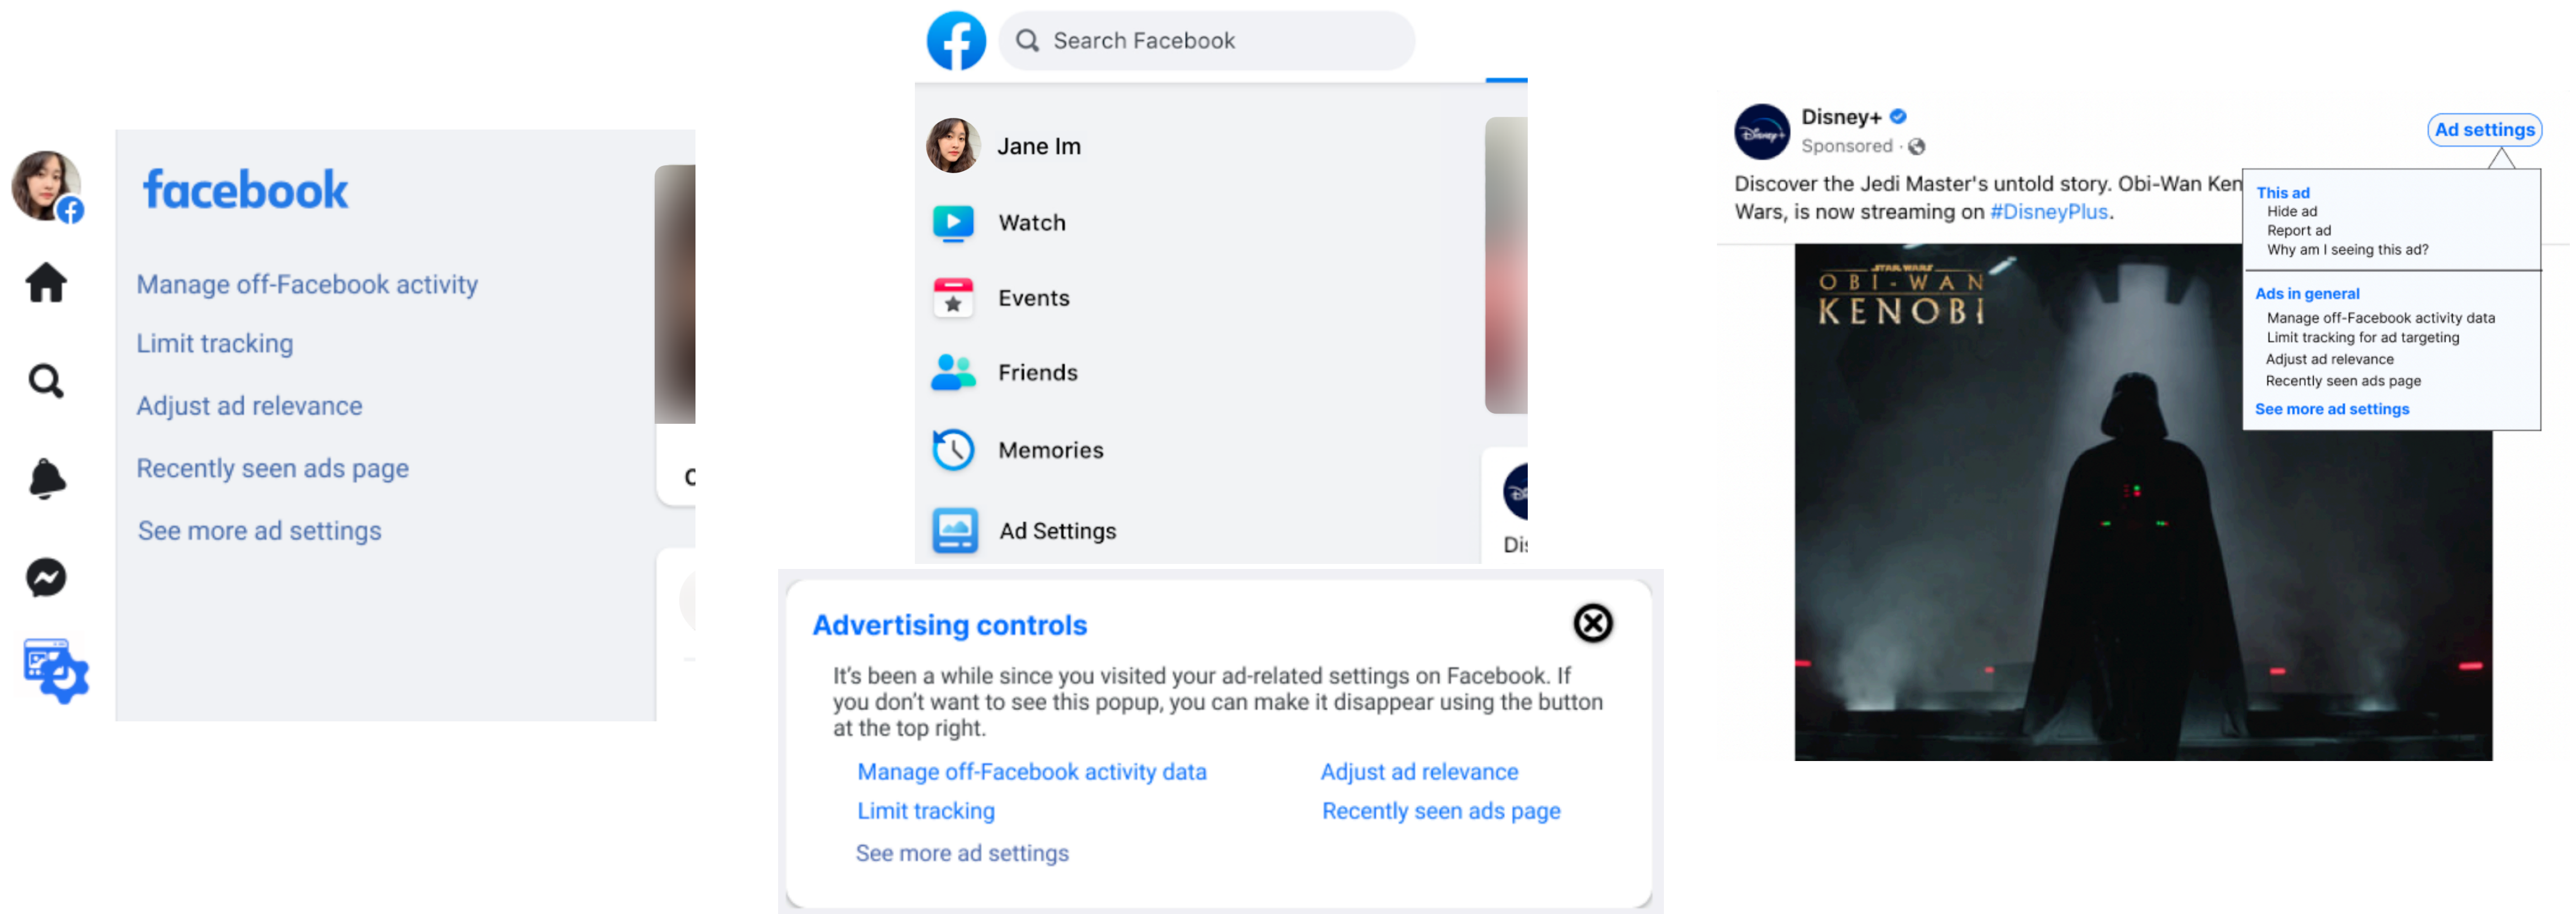 facebook
Manage off-Facebook activity
Limit tracking
Adjust ad relevance
Recently seen ads page
See more ad settings
Search Facebook
Jane Im
Watch
Events
Friends
Memories
Ad Settings
Advertising controls
It's been a while since you visited your ad-related settings on Facebook. If
you don't want to see this popup, you can make it disappear using the button
at the top right.
Manage off-Facebook activity data
Adjust ad relevance
Limit tracking
Recently seen ads page
See more ad settings
Disney+
Disney+
Sponsored ·
Ad settings
Discover the Jedi Master's untold story. Obi-Wan Ken
Wars, is now streaming on #DisneyPlus.
This ad
Hide ad
Report ad
Why am I seeing this ad?
Ads in general
Manage off-Facebook activity data
Limit tracking for ad targeting
Adjust ad relevance
Recently seen ads page
See more ad settings
STAR WARS
OBI-WAN
KENOBI